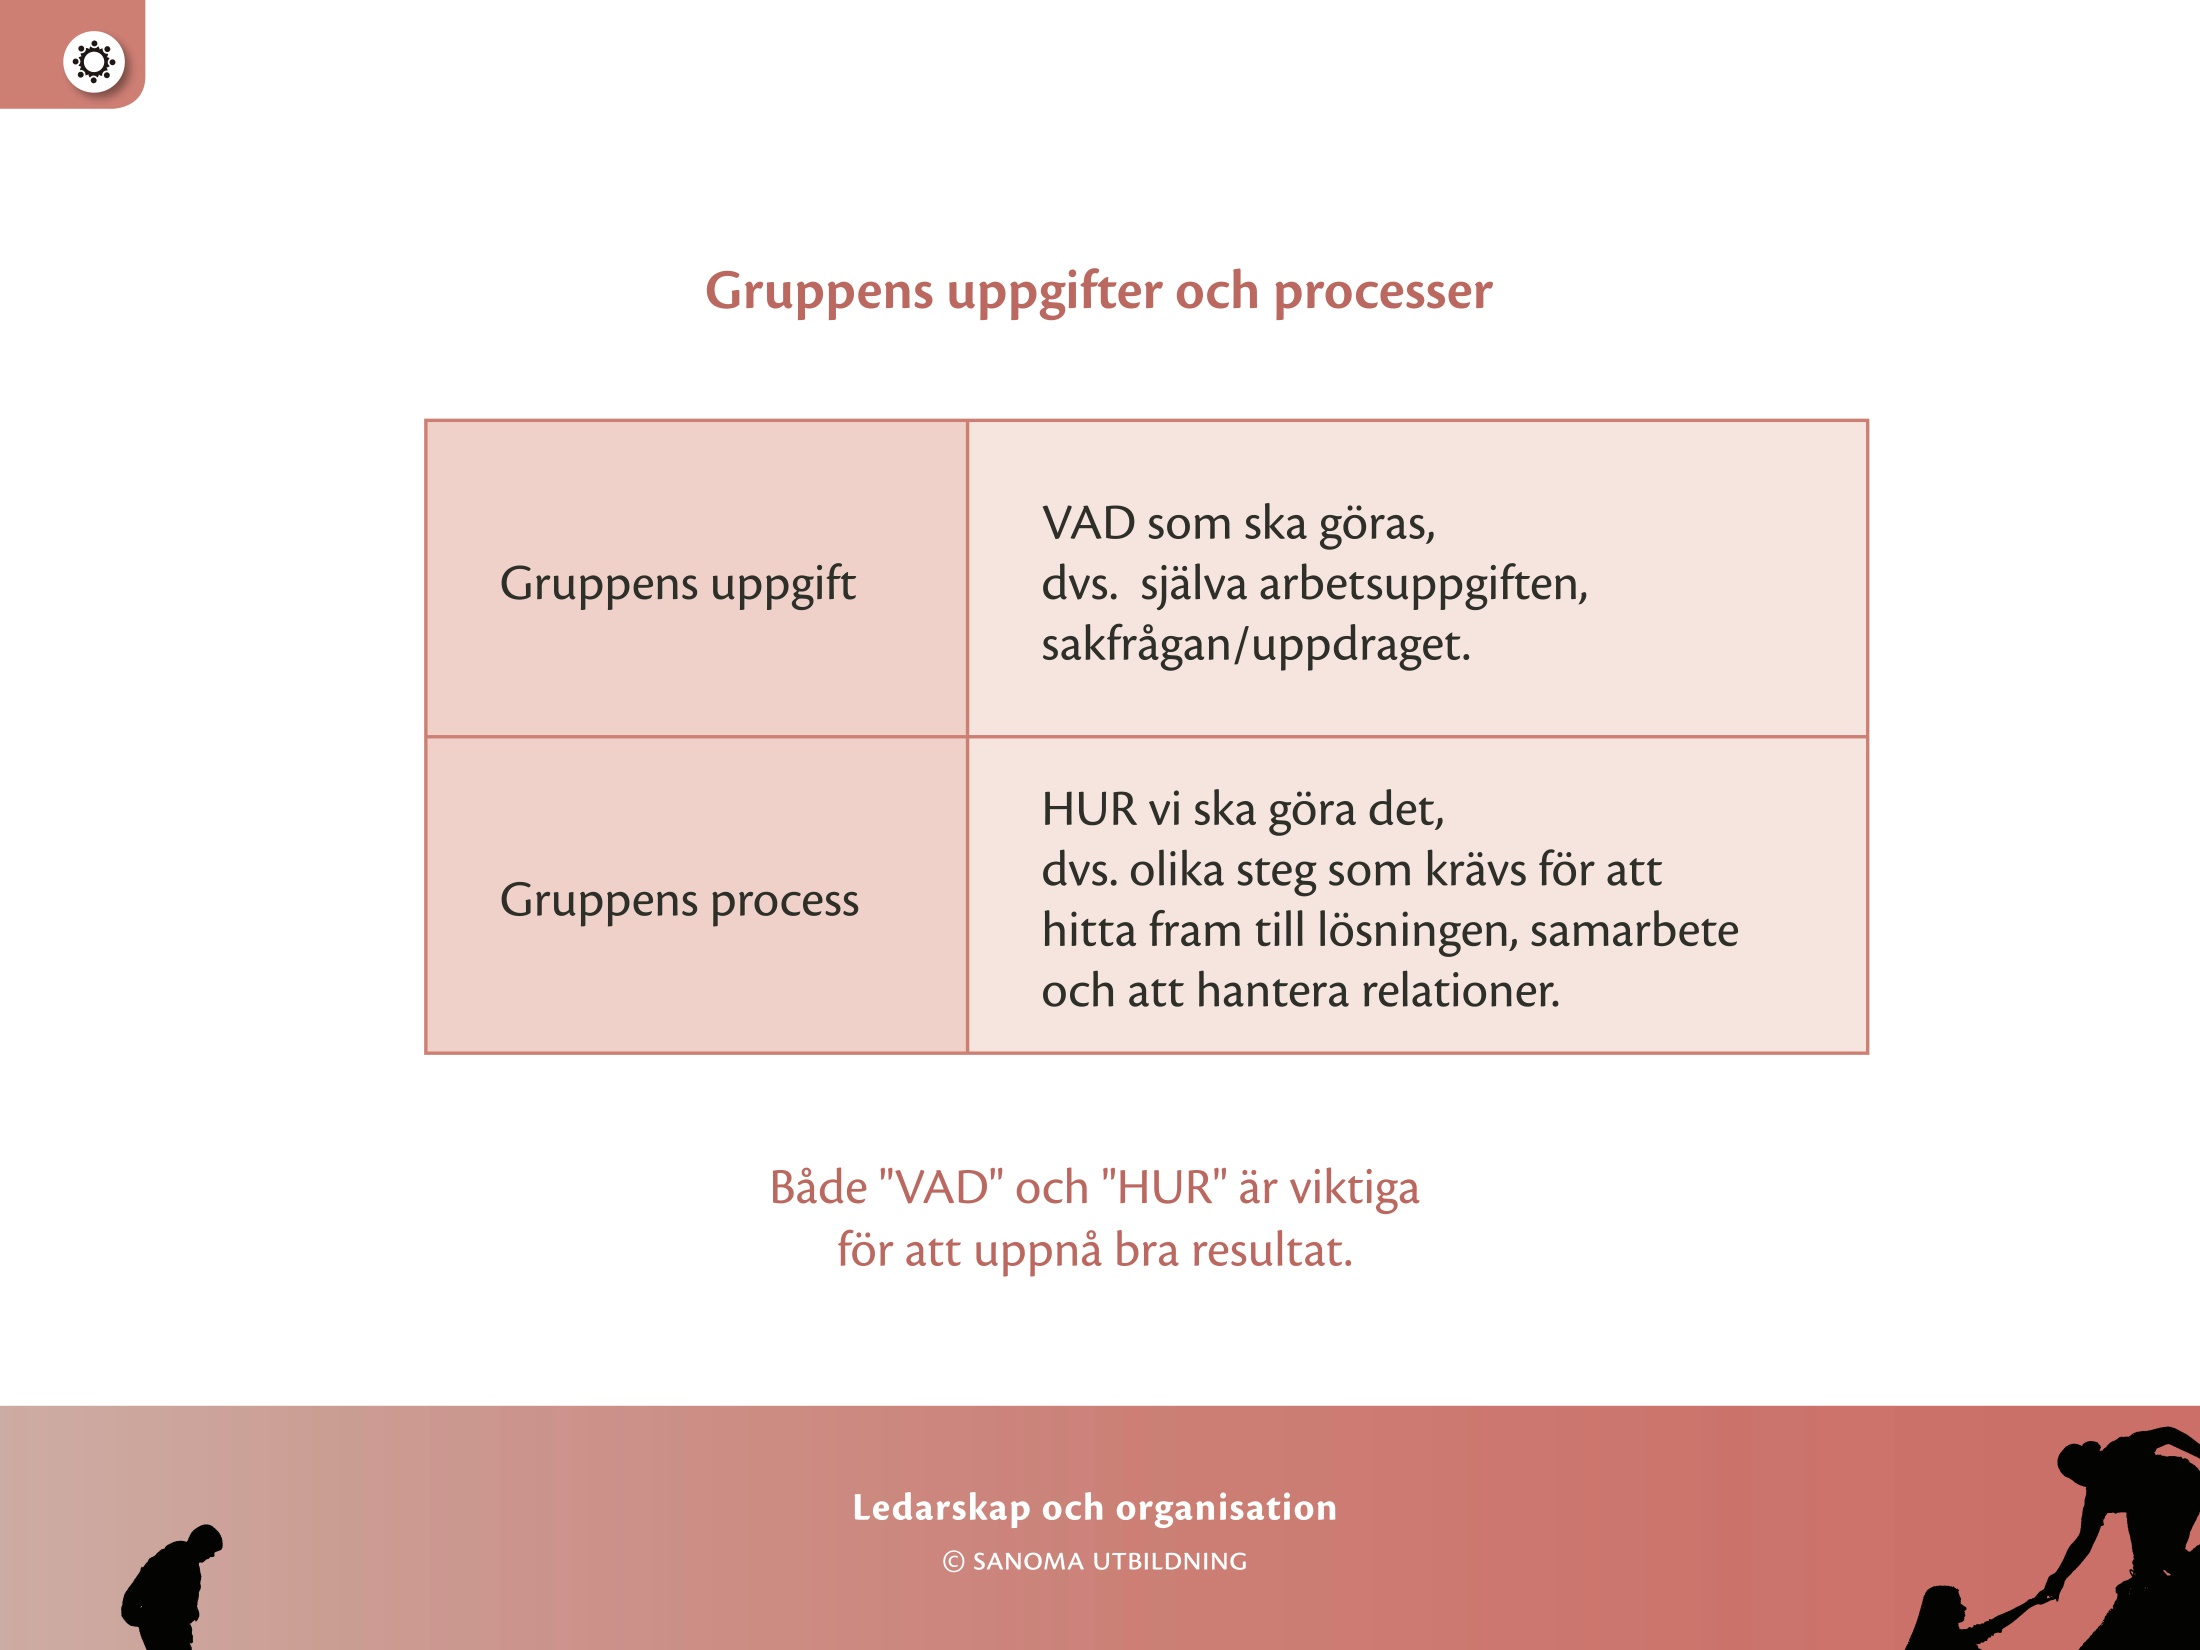 Gruppens uppgifter och processer
Gruppens uppgift
VAD som ska göras,
dvs.  själva arbetsuppgiften,
sakfrågan/uppdraget.
Gruppens process
HUR vi ska göra det,
dvs. olika steg som krävs för att
hitta fram till lösningen, samarbete
och att hantera relationer.
Både "VAD" och "HUR" är viktiga
för att uppnå bra resultat.
Ledarskap och organisation
© SANOMA UTBILDNING